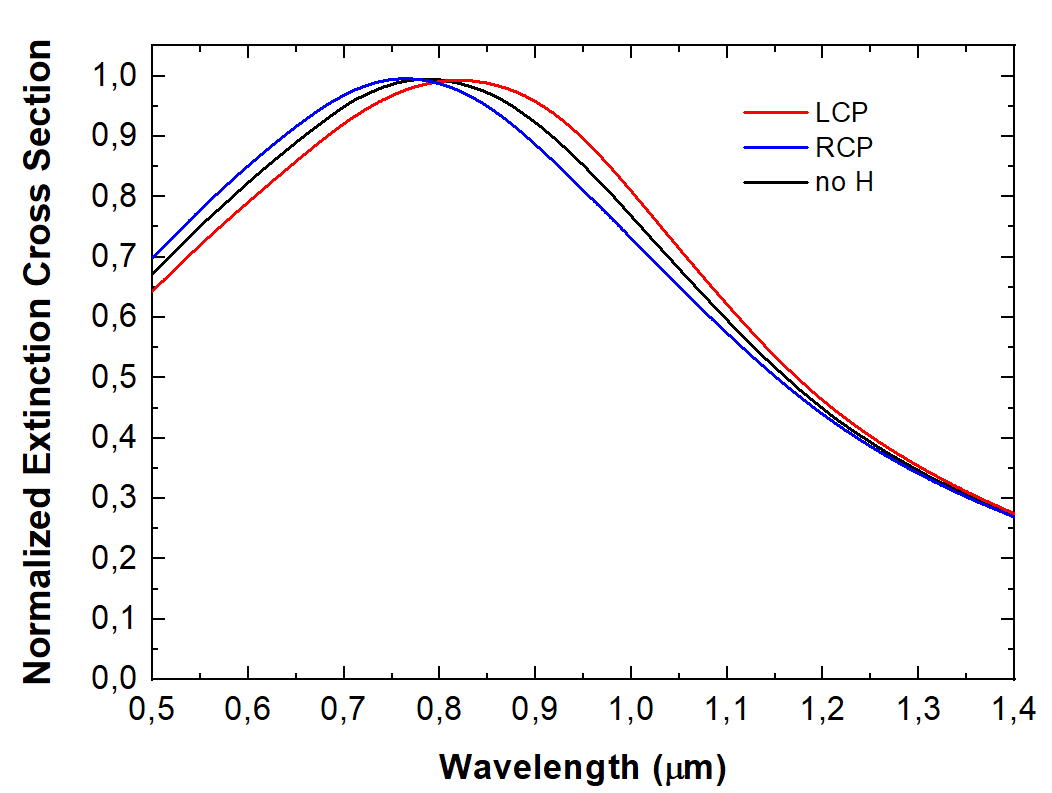 Normalized Extinction Cross Section
1,0
0,9
0,8
0,7
0,6
0,5
0,4
0,3
0,2
0,1
0,0
LCP
RCP
no H
0,5 0,6 0,7 0,8 0,9 1,0 1,1 1,2 1,3 1,4
Wavelength (μm)